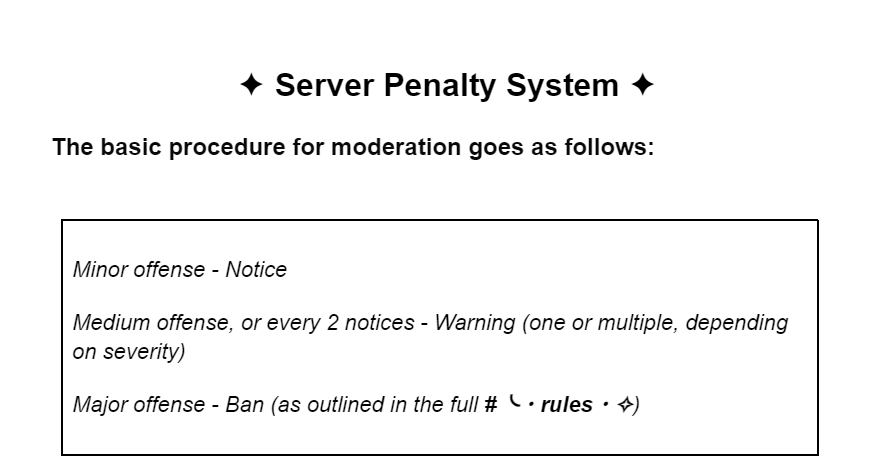 ✦ Server Penalty System ✦
The basic procedure for moderation goes as follows:
Minor offense - Notice
Medium offense, or every 2 notices - Warning (one or multiple, depending
on severity)
Major offense - Ban (as outlined in the full # ╰・rules・✧)